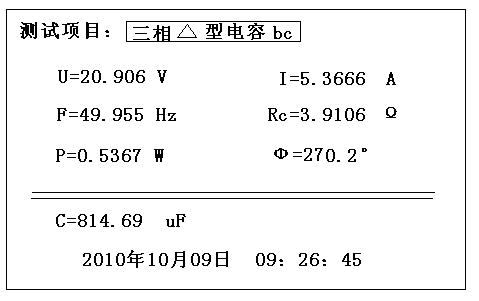 测试项目: 三相△型电容bc
U=20.906 V I=5.3666 A
F=49.955 Hz Rc=3.9106 Ω
P=0.5367 W Φ=270.2°
C=814.69 uF
2010年10月09日 09: 26: 45